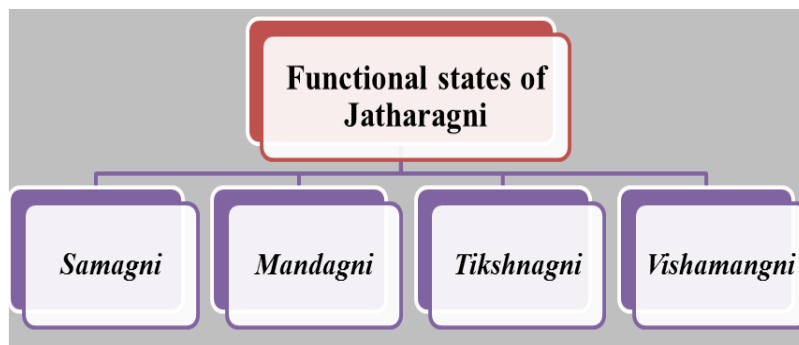 Functional states of
Jatharagni
Samagni
Mandagni
Tikshnagni
Vishamangni